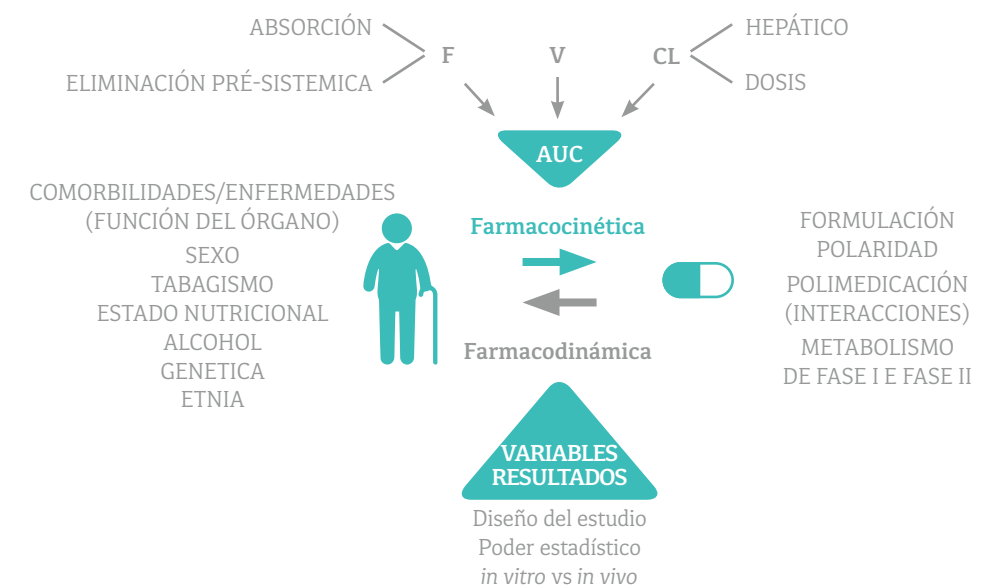 ABSORCIÓN
ELIMINACIÓN PRÉ-SISTEMICA
F
V
CL
HEPÁTICO
DOSIS
AUC
COMORBILIDADES/ENFERMEDADES
(FUNCIÓN DEL ÓRGANO)
SEXO
TABAGISMO
ESTADO NUTRICIONAL
ALCOHOL
GENETICA
ETNIA
Farmacocinética
Farmacodinámica
FORMULACIÓN
POLARIDAD
POLIMEDICACIÓN
(INTERACCIONES)
METABOLISMO
DE FASE I E FASE II
VARIABLES
RESULTADOS
Diseño del estudio
Poder estadístico
in vitro vs in vivo